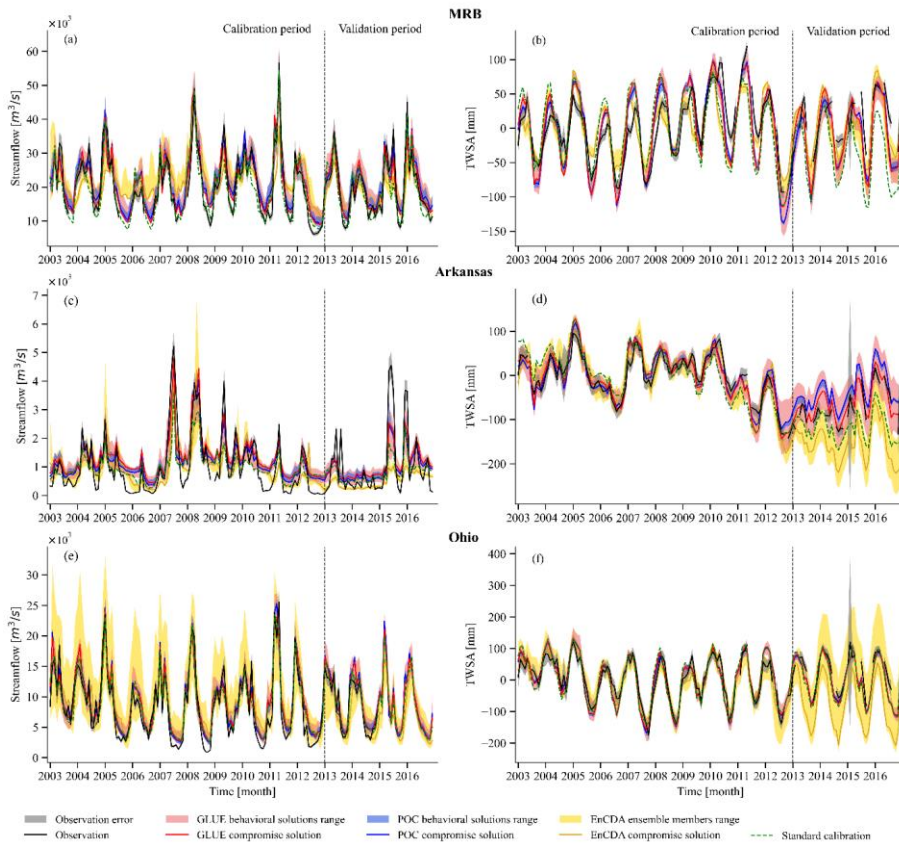 MRB
×10³
(a)
Calibration period
Validation period
Streamflow [m³/s]
60
50
40
30
20
10
2003 2004 2005 2006 2007 2008 2009 2010 2011 2012 2013 2014 2015 2016
(b)
Calibration period
Validation period
TWSA [mm]
100
50
0
−50
−100
−150
2003 2004 2005 2006 2007 2008 2009 2010 2011 2012 2013 2014 2015 2016
Arkansas
×10³
(c)
Streamflow [m³/s]
7
6
5
4
3
2
1
0
2003 2004 2005 2006 2007 2008 2009 2010 2011 2012 2013 2014 2015 2016
(d)
TWSA [mm]
100
0
−100
−200
2003 2004 2005 2006 2007 2008 2009 2010 2011 2012 2013 2014 2015 2016
Ohio
×10³
(e)
Streamflow [m³/s]
30
25
20
15
10
5
0
2003 2004 2005 2006 2007 2008 2009 2010 2011 2012 2013 2014 2015 2016
Time [month]
(f)
TWSA [mm]
400
300
200
100
0
−100
−200
2003 2004 2005 2006 2007 2008 2009 2010 2011 2012 2013 2014 2015 2016
Time [month]
Observation error
GLUE behavioral solutions range
POC behavioral solutions range
EnCDA ensemble members range
Observation
GLUE compromise solution
POC compromise solution
EnCDA compromise solution
Standard calibration